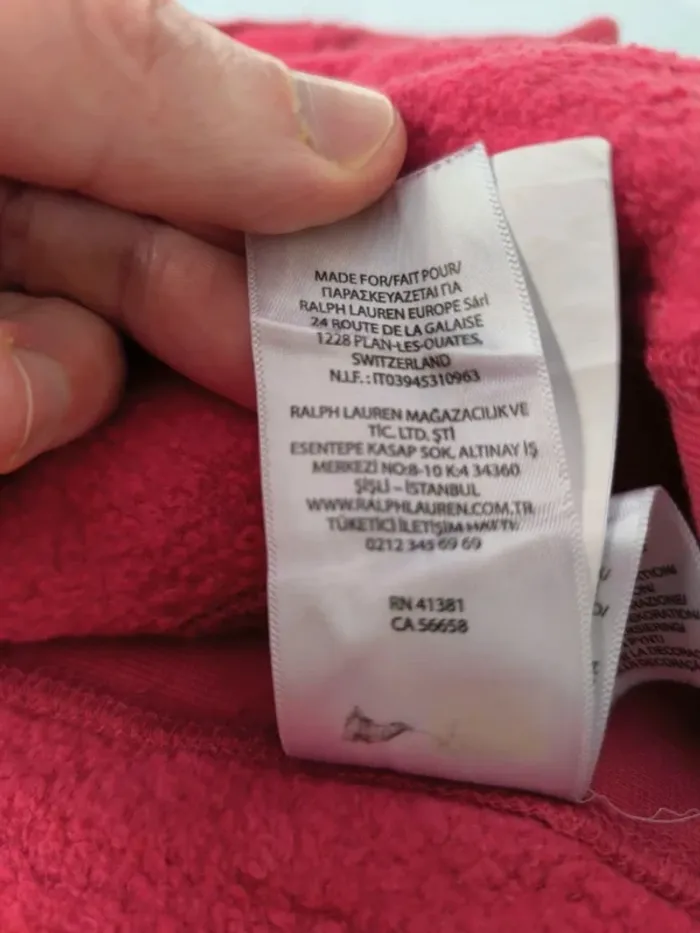 MADE FOR/FAIT POUR/
ΠΑΡΑΣΚΕΥΑΖΕΤΑΙ ΓΙΑ
RALPH LAUREN EUROPE Sárl
24 ROUTE DE LA GALAISE
1228 PLAN-LES-OUATES,
SWITZERLAND
N.I.F.: IT03945310963
RALPH LAUREN MAĞAZACILIK VE
TİC. LTD. ŞTİ
ESENTEPE KASAP SOK. ALTINAY İŞ
MERKEZİ NO:8-10 K:4 34360
ŞİŞLİ – İSTANBUL
WWW.RALPHLAUREN.COM.TR
TÜKETİCİ İLETİŞİM HATTI:
0212 345 69 69
RN 41381
CA 56658